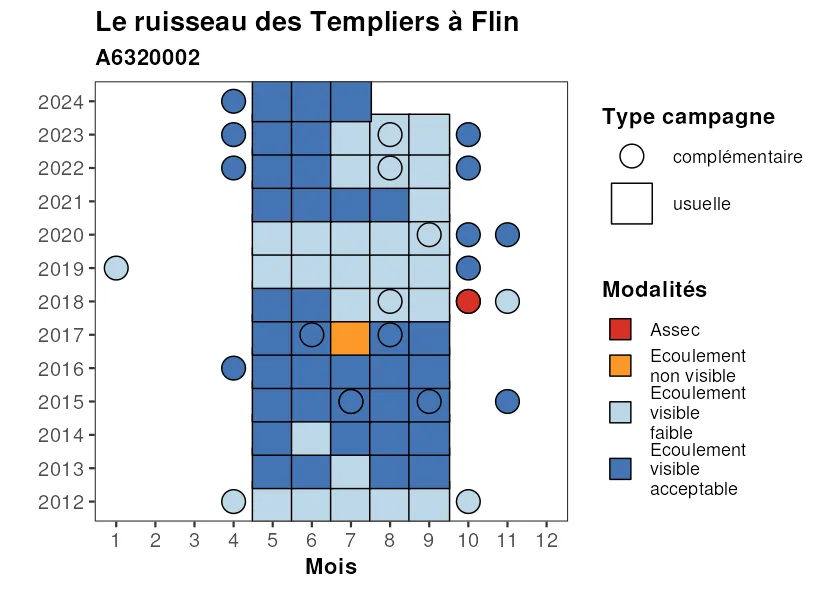 Le ruisseau des Templiers à Flin
A6320002
2024
2023
2022
2021
2020
2019
2018
2017
2016
2015
2014
2013
2012
1 2 3 4 5 6 7 8 9 10 11 12
Mois
Type campagne
complémentaire
usuelle
Modalités
Assec
Ecoulement
non visible
Ecoulement
visible
faible
Ecoulement
visible
acceptable